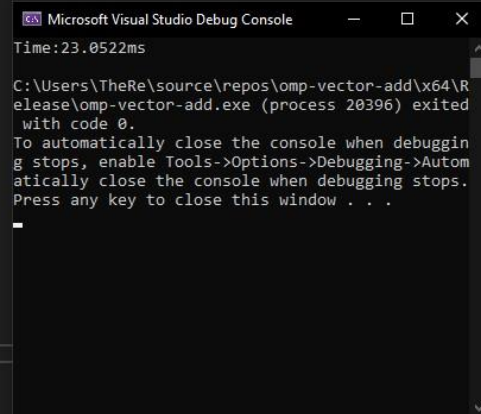 Microsoft Visual Studio Debug Console
Time:23.0522ms
C:\Users\TheRe\source\repos\omp-vector-add\x64\R
elease\omp-vector-add.exe (process 20396) exited
 with code 0.
To automatically close the console when debuggin
g stops, enable Tools->Options->Debugging->Autom
atically close the console when debugging stops.
Press any key to close this window . . .